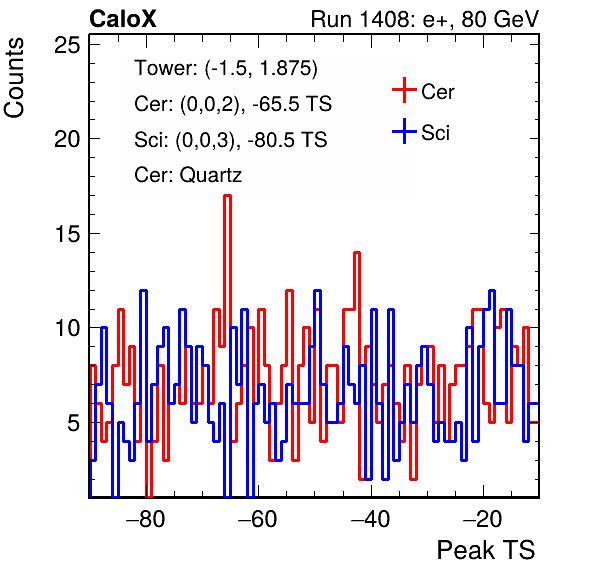 CaloX Run 1408: e+, 80 GeV
Counts
25
20
15
10
5
Tower: (-1.5, 1.875)
Cer: (0,0,2), -65.5 TS
Sci: (0,0,3), -80.5 TS
Cer: Quartz
Cer
Sci
−80 −60 −40 −20
Peak TS